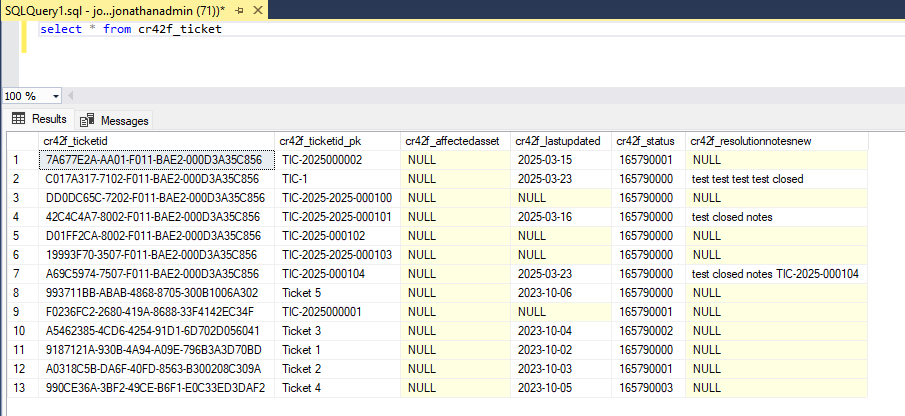 SQLQuery1.sql - jo...jonathanadmin (71))*
select * from cr42f_ticket
100 %
Results Messages
cr42f_ticketid cr42f_ticketid_pk cr42f_affectedasset cr42f_lastupdated cr42f_status cr42f_resolutionnotesnew
1 7A677E2A-AA01-F011-BAE2-000D3A35C856 TIC-2025000002 NULL 2025-03-15 165790001 NULL
2 C017A317-7102-F011-BAE2-000D3A35C856 TIC-1 NULL 2025-03-23 165790000 test test test test closed
3 DD0DC65C-7202-F011-BAE2-000D3A35C856 TIC-2025-2025-000100 NULL NULL 165790000 NULL
4 42C4C4A7-8002-F011-BAE2-000D3A35C856 TIC-2025-2025-000101 NULL 2025-03-16 165790000 test closed notes
5 D01FF2CA-8002-F011-BAE2-000D3A35C856 TIC-2025-000102 NULL NULL 165790000 NULL
6 19993F70-3507-F011-BAE2-000D3A35C856 TIC-2025-2025-000103 NULL NULL 165790000 NULL
7 A69C5974-7507-F011-BAE2-000D3A35C856 TIC-2025-000104 NULL 2025-03-23 165790000 test closed notes TIC-2025-000104
8 993711BB-ABAB-4868-8705-300B1006A302 Ticket 5 NULL 2023-10-06 165790000 NULL
9 F0236FC2-2680-419A-8688-33F4142EC34F TIC-2025000001 NULL NULL 165790001 NULL
10 A5462385-4CD6-4254-91D1-6D702D056041 Ticket 3 NULL 2023-10-04 165790002 NULL
11 9187121A-930B-4A94-A09E-796B3A3D70BD Ticket 1 NULL 2023-10-02 165790000 NULL
12 A0318C5B-DA6F-40FD-8563-B300208C309A Ticket 2 NULL 2023-10-03 165790001 NULL
13 990CE36A-3BF2-49CE-B6F1-E0C33ED3DAF2 Ticket 4 NULL 2023-10-05 165790003 NULL